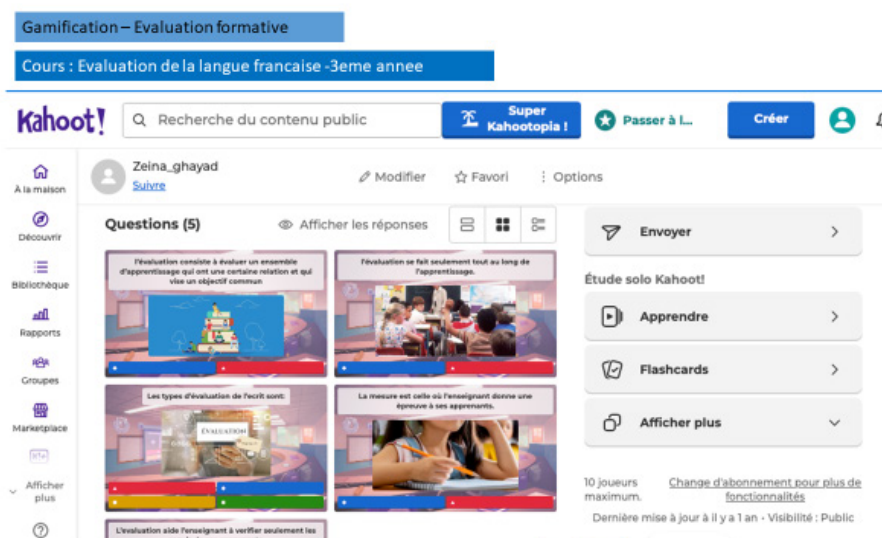 Gamification – Evaluation formative
Cours : Evaluation de la langue francaise -3eme annee
Kahoot!
Recherche du contenu public
Super
Kahootopia !
Passer à l...
Créer
À la maison
Découvrir
Bibliothèque
Rapports
Groupes
Marketplace
Afficher
plus
Zeina_ghayad
Suivre
Modifier
Favori
Options
Questions (5)
Afficher les réponses
l'évaluation consiste à évaluer un ensemble
d'apprentissage qui ont une certaine relation et qui
vise un objectif commun
l'évaluation se fait seulement tout au long de
l'apprentissage.
Les types d'évaluation de l'ecrit sont:
ÉVALUATION
La mesure est celle où l'enseignant donne une
épreuve à ses apprenants.
L'evaluation aide l'enseignant à verifier seulement les
Envoyer
Étude solo Kahoot!
Apprendre
Flashcards
Afficher plus
10 joueurs
maximum.
Change d'abonnement pour plus de
fonctionnalités
Dernière mise à jour à il y a 1 an • Visibilité : Public